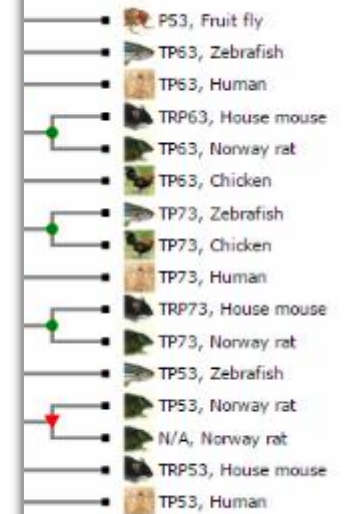 P53, Fruit fly
TP63, Zebrafish
TP63, Human
TRP63, House mouse
TP63, Norway rat
TP63, Chicken
TP73, Zebrafish
TP73, Chicken
TP73, Human
TRP73, House mouse
TP73, Norway rat
TP53, Zebrafish
TP53, Norway rat
N/A, Norway rat
TRP53, House mouse
TP53, Human